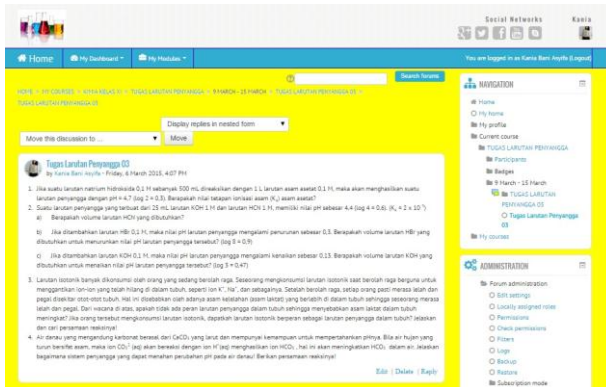 Social Networks
Kania
Home
My Dashboard
My Modules
You are logged in as Kania Beni Asyifa (Logout)
Search forums
HOME > MY COURSES > KIMIA KELAS XI > TUGAS LARUTAN PENYANGGA > 9 MARCH - 15 MARCH > TUGAS LARUTAN PENYANGGA 03 >
TUGAS LARUTAN PENYANGGA 03
Display replies in nested form
Move this discussion to ...
Move
Tugas Larutan Penyangga 03
by Kania Beni Asyifa - Friday, 6 March 2015, 4:07 PM
1. Jika suatu larutan natrium hidroksida 0,1 M sebanyak 500 mL direaksikan dengan 1 L larutan asam asetat 0,1 M, maka akan menghasilkan suatu
larutan penyangga dengan pH = 4,7 (log 2 = 0,3). Berapakah nilai tetapan ionisasi asam (Ka) asam asetat?
2. Suatu larutan penyangga yang terbuat dari 25 mL larutan KOH 1 M dan larutan HCN 1 M, memiliki nilai pH sebesar 4,4 (log 4 = 0,6). (Ka = 2 x 10⁻⁵)
a) Berapakah volume larutan HCN yang dibutuhkan?
b) Jika ditambahkan larutan HBr 0,1 M, maka nilai pH larutan penyangga mengalami penurunan sebesar 0,3. Berapakah volume larutan HBr yang
dibutuhkan untuk menurunkan nilai pH larutan penyangga tersebut? (log 8 = 0,9)
c) Jika ditambahkan larutan KOH 0,1 M, maka nilai pH larutan penyangga mengalami kenaikan sebesar 0,13. Berapakah volume larutan KOH yang
dibutuhkan untuk menaikan nilai pH larutan penyangga tersebut? (log 3 = 0,47)
3. Larutan isotonik banyak dikonsumsi oleh orang yang sedang berolah raga. Seseorang mengkonsumsi larutan isotonik saat berolah raga berguna untuk
menggantikan ion-ion yang telah hilang di dalam tubuh, seperti ion K⁺, Na⁺, dan sebagainya. Setelah berolah raga, setiap orang pasti merasa lelah dan
pegal disekitar otot-otot tubuh. Hal ini disebabkan oleh adanya asam kelelahan (asam laktat) yang berlebih di dalam tubuh sehingga seseorang merasa
lelah dan pegal. Dari wacana di atas, apakah tidak ada peran larutan penyangga dalam tubuh sehingga menyebabkan asam laktat dalam tubuh
meningkat? Jika orang tersebut mengkonsumsi larutan isotonik, dapatkah larutan isotonik berperan sebagai larutan penyangga dalam tubuh? Jelaskan
dan cari persamaan reaksinya!
4. Air danau yang mengandung karbonat berasal dari CaCO₃ yang larut dan mempunyai kemampuan untuk mempertahankan pHnya. Bila air hujan yang
turun bersifat asam, maka ion CO₃²⁻ (aq) akan bereaksi dengan ion H⁺(aq) menghasilkan ion HCO₃⁻, hal ini akan meningkatkan HCO₃⁻ dalam air. Jelaskan
bagaimana sistem penyangga yang dapat menahan perubahan pH pada air danau! Berikan persamaan reaksinya!
Edit | Delete | Reply
NAVIGATION
Home
My home
My profile
Current course
TUGAS LARUTAN PENYANGGA
Participants
Badges
9 March - 15 March
TUGAS LARUTAN
PENYANGGA 03
Tugas Larutan Penyangga
03
My courses
ADMINISTRATION
Forum administration
Edit settings
Locally assigned roles
Permissions
Check permissions
Filters
Logs
Backup
Restore
Subscription mode